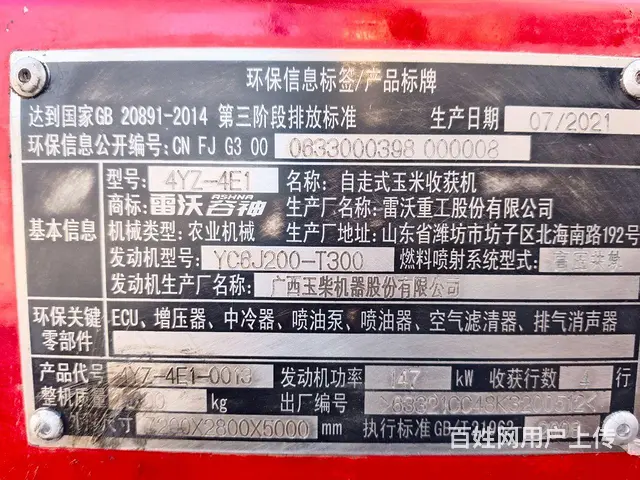 环保信息标签/产品标牌
达到国家GB 20891-2014 第三阶段排放标准 生产日期 07/2021
环保信息公开编号: CN FJ G3 00 0633000398 000008
基本信息
型号: 4YZ-4E1 名称: 自走式玉米收获机
商标: 雷沃谷神 ASHNA 生产厂名称: 雷沃重工股份有限公司
机械类型: 农业机械 生产厂地址: 山东省潍坊市坊子区北海南路192号
发动机型号: YC6J200-T300 燃料喷射系统型式:
发动机生产厂名称: 广西玉柴机器股份有限公司
环保关键零部件
ECU、增压器、中冷器、喷油泵、喷油器、空气滤清器、排气消声器
产品代号 4YZ-4E1-0013 发动机功率 147 kW 收获行数 4 行
整机质量 kg 出厂编号
尺寸 X2800X5000 mm 执行标准GB/T21962
百姓网用户上传